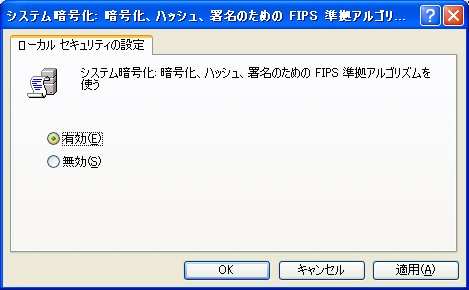 システム暗号化: 暗号化、ハッシュ、署名のための FIPS 準拠アルゴリ...
ローカル セキュリティの設定
システム暗号化: 暗号化、ハッシュ、署名のための FIPS 準拠アルゴリズムを
使う
有効(E)
無効(S)
OK キャンセル 適用(A)